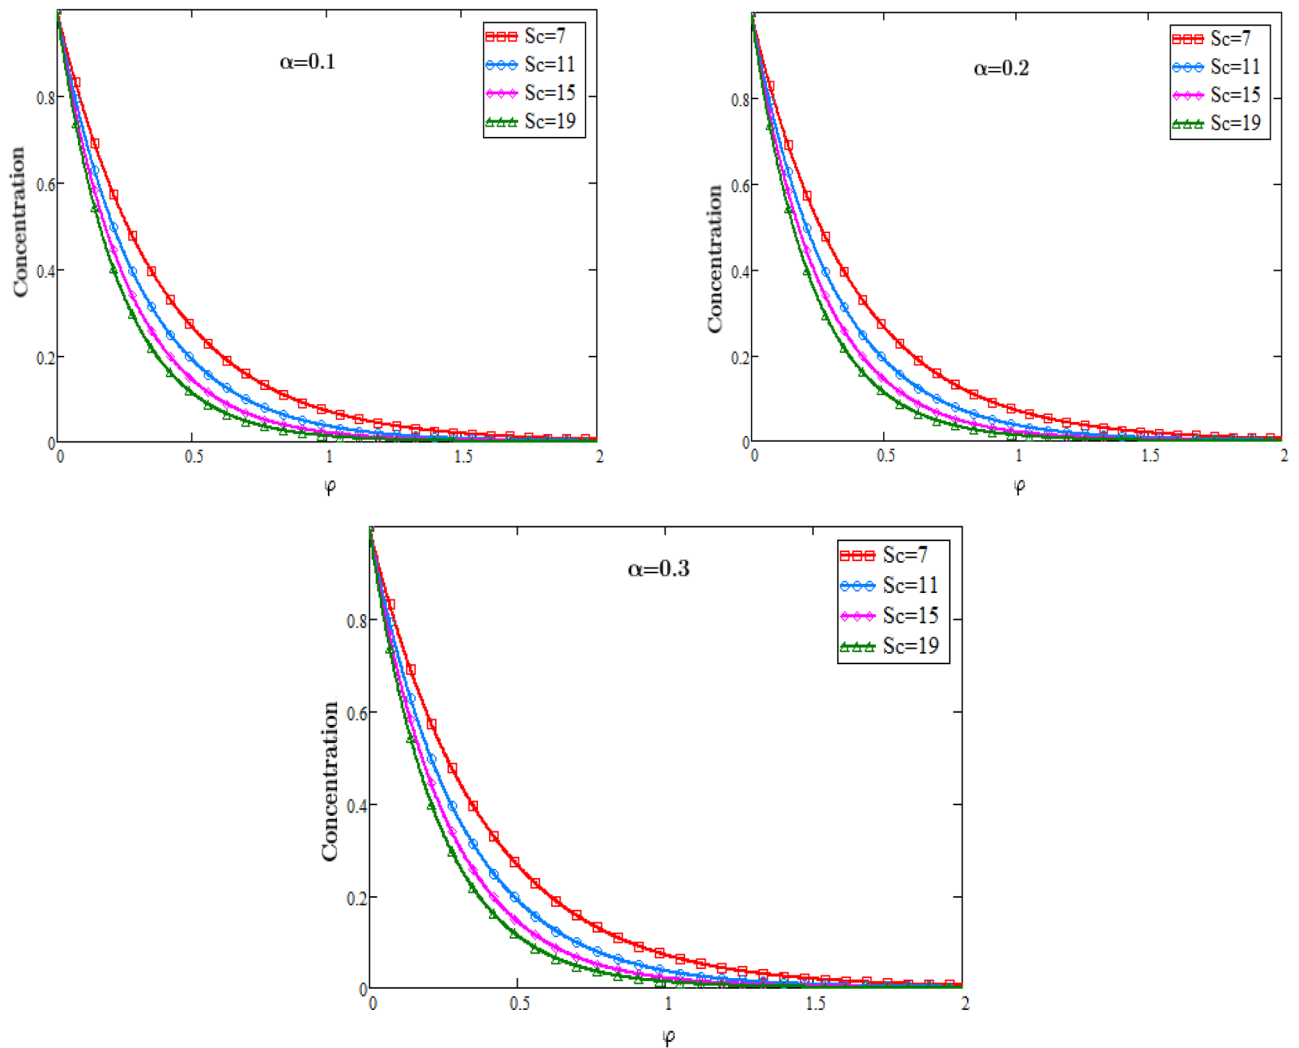 α=0.1
Sc=7
Sc=11
Sc=15
Sc=19
Concentration
0.8
0.6
0.4
0.2
0
0 0.5 1 1.5 2
φ
α=0.2
Sc=7
Sc=11
Sc=15
Sc=19
Concentration
0.8
0.6
0.4
0.2
0
0 0.5 1 1.5 2
φ
α=0.3
Sc=7
Sc=11
Sc=15
Sc=19
Concentration
0.8
0.6
0.4
0.2
0
0 0.5 1 1.5 2
φ